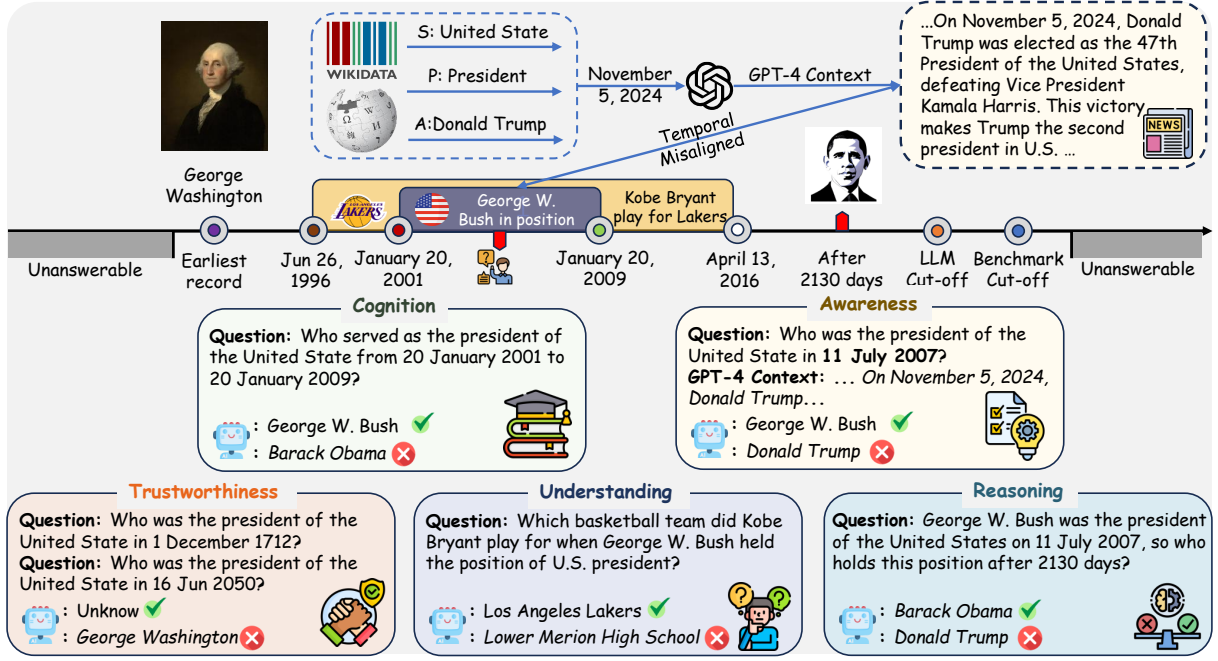 S: United State
P: President
A:Donald Trump
WIKIDATA
November
5, 2024
GPT-4 Context
Temporal
Misaligned
...On November 5, 2024, Donald
Trump was elected as the 47th
President of the United States,
defeating Vice President
Kamala Harris. This victory
makes Trump the second
president in U.S. ...
NEWS
George
Washington
LOS ANGELES
LAKERS
George W.
Bush in position
Kobe Bryant
play for Lakers
Unanswerable
Earliest
record
Jun 26,
1996
January 20,
2001
January 20,
2009
April 13,
2016
After
2130 days
LLM
Cut-off
Benchmark
Cut-off
Unanswerable
Cognition
Question: Who served as the president of
the United State from 20 January 2001 to
20 January 2009?
: George W. Bush
: Barack Obama
Awareness
Question: Who was the president of the
United State in 11 July 2007?
GPT-4 Context: ... On November 5, 2024,
Donald Trump...
: George W. Bush
: Donald Trump
Trustworthiness
Question: Who was the president of the
United State in 1 December 1712?
Question: Who was the president of the
United State in 16 Jun 2050?
: Unknow
: George Washington
Understanding
Question: Which basketball team did Kobe
Bryant play for when George W. Bush held
the position of U.S. president?
: Los Angeles Lakers
: Lower Merion High School
Reasoning
Question: George W. Bush was the president
of the United States on 11 July 2007, so who
holds this position after 2130 days?
: Barack Obama
: Donald Trump